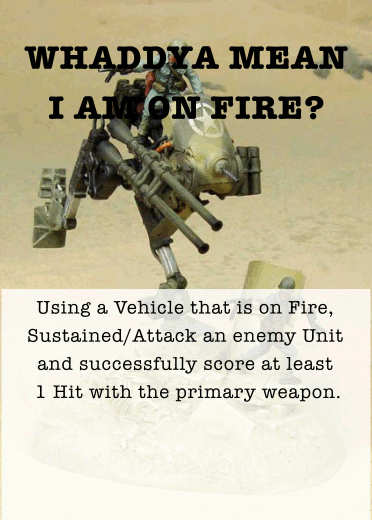 WHADDYA MEAN
I AM ON FIRE?
Using a Vehicle that is on Fire,
Sustained/Attack an enemy Unit
and successfully score at least
1 Hit with the primary weapon.